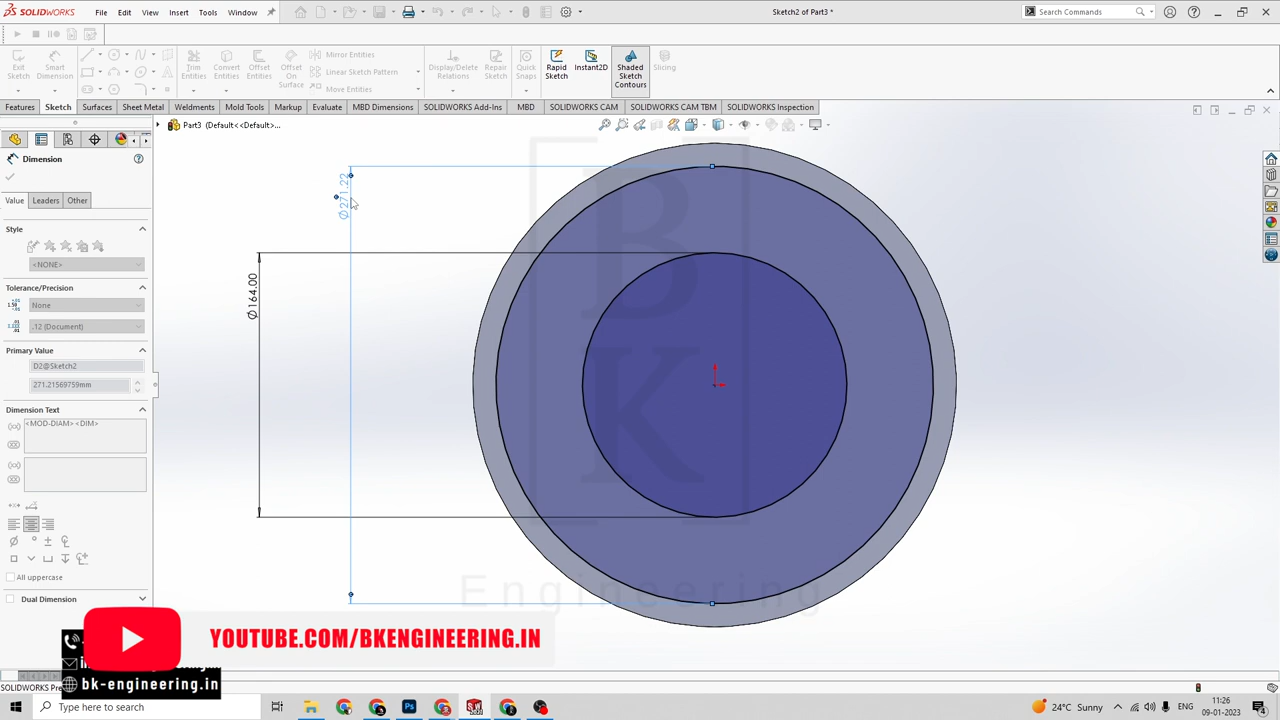 SOLIDWORKS
File Edit View Insert Tools Window
Sketch2 of Part3 *
Search Commands
Exit Sketch
Smart Dimension
Trim Entities
Convert Entities
Offset Entities
Offset On Surface
Mirror Entities
Linear Sketch Pattern
Move Entities
Display/Delete Relations
Repair Sketch
Quick Snaps
Rapid Sketch
Instant2D
Shaded Sketch Contours
Slicing
Features Sketch Surfaces Sheet Metal Weldments Mold Tools Markup Evaluate MBD Dimensions SOLIDWORKS Add-Ins MBD SOLIDWORKS CAM SOLIDWORKS CAM TBM SOLIDWORKS Inspection
Part3 (Default<<Default>...
Dimension
Value Leaders Other
Style
<NONE>
Tolerance/Precision
None
.12 (Document)
Primary Value
D2@Sketch2
271.21569759mm
Dimension Text
<MOD-DIAM> <DIM>
All uppercase
Dual Dimension
Ø271.22
Ø164.00
B
K
Engineering
YOUTUBE.COM/BKENGINEERING.IN
bk-engineering.in
SOLIDWORKS Pre
Type here to search
24°C Sunny
ENG
11:26
09-01-2023